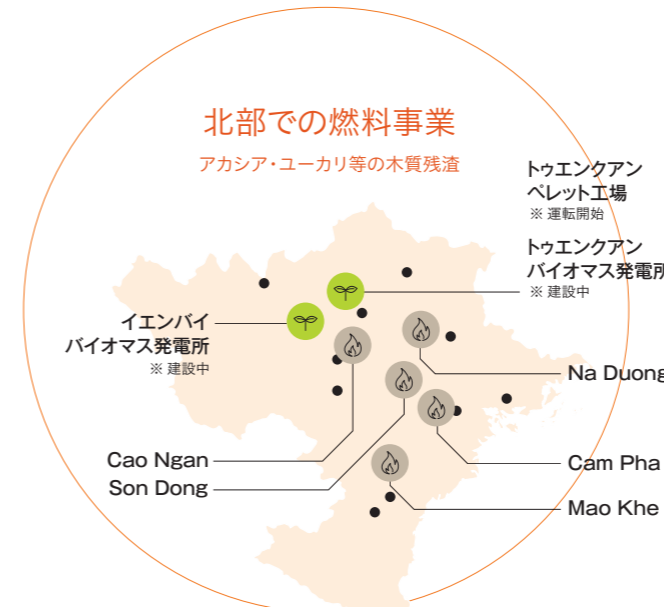 北部での燃料事業
アカシア・ユーカリ等の木質残渣
トゥエンクアン
ペレット工場
※ 運転開始
トゥエンクアン
バイオマス発電所
※ 建設中
イエンバイ
バイオマス発電所
※ 建設中
Na Duong
Cao Ngan
Son Dong
Cam Pha
Mao Khe